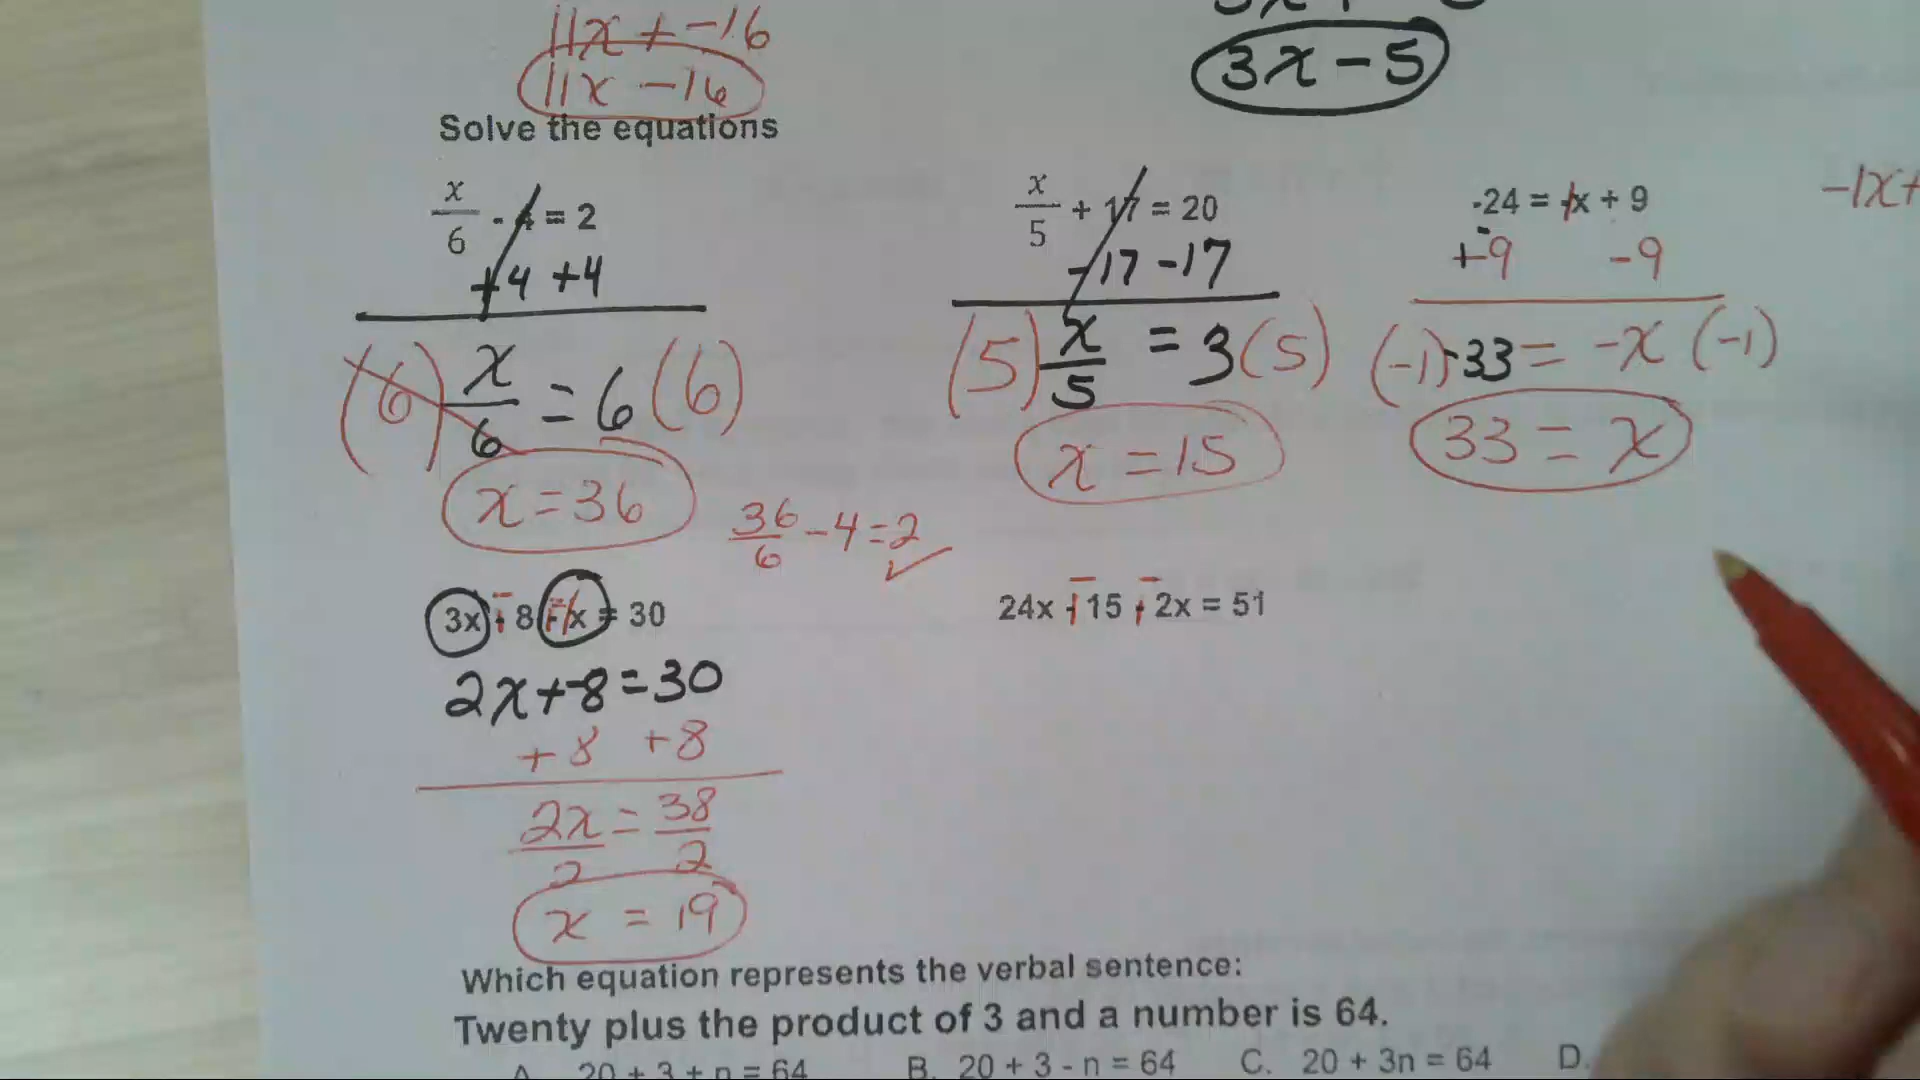 11x + -16
11x - 16
3x - 5
Solve the equations
x/6 - 4 = 2
+4 +4
(6) x/6 = 6 (6)
x = 36
36/6 - 4 = 2 ✓
x/5 + 17 = 20
-17 -17
(5) x/5 = 3 (5)
x = 15
-24 = -x + 9
+-9 -9
(-1) -33 = -x (-1)
33 = x
-1x+
3x - 8 - x = 30
2x + -8 = 30
+8 +8
2x/2 = 38/2
x = 19
24x - 15 - 2x = 51
Which equation represents the verbal sentence:
Twenty plus the product of 3 and a number is 64.
A. 20 + 3 + n = 64 B. 20 + 3 - n = 64 C. 20 + 3n = 64 D.